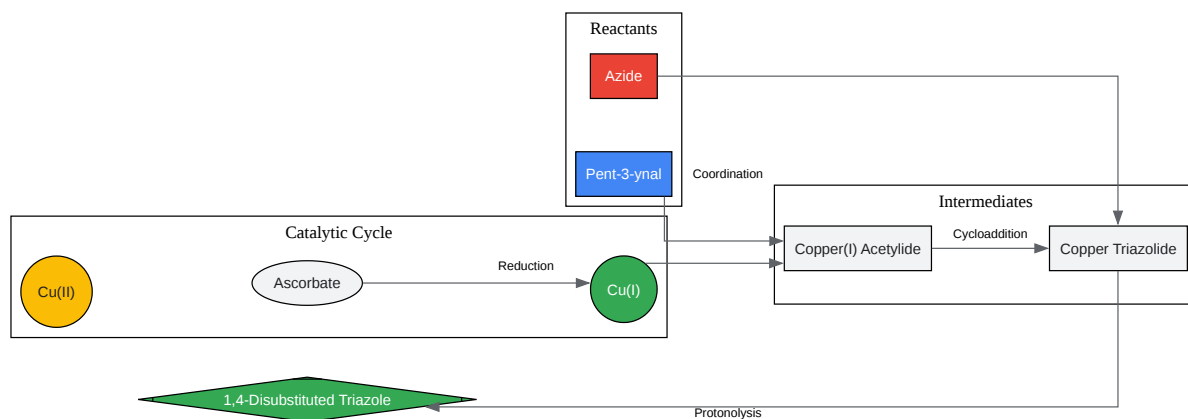 Reactants
Azide
Pent-3-ynal
Coordination
Intermediates
Copper(I) Acetylide
Cycloaddition
Copper Triazolide
Catalytic Cycle
Cu(II)
Ascorbate
Reduction
Cu(I)
1,4-Disubstituted Triazole
Protonolysis